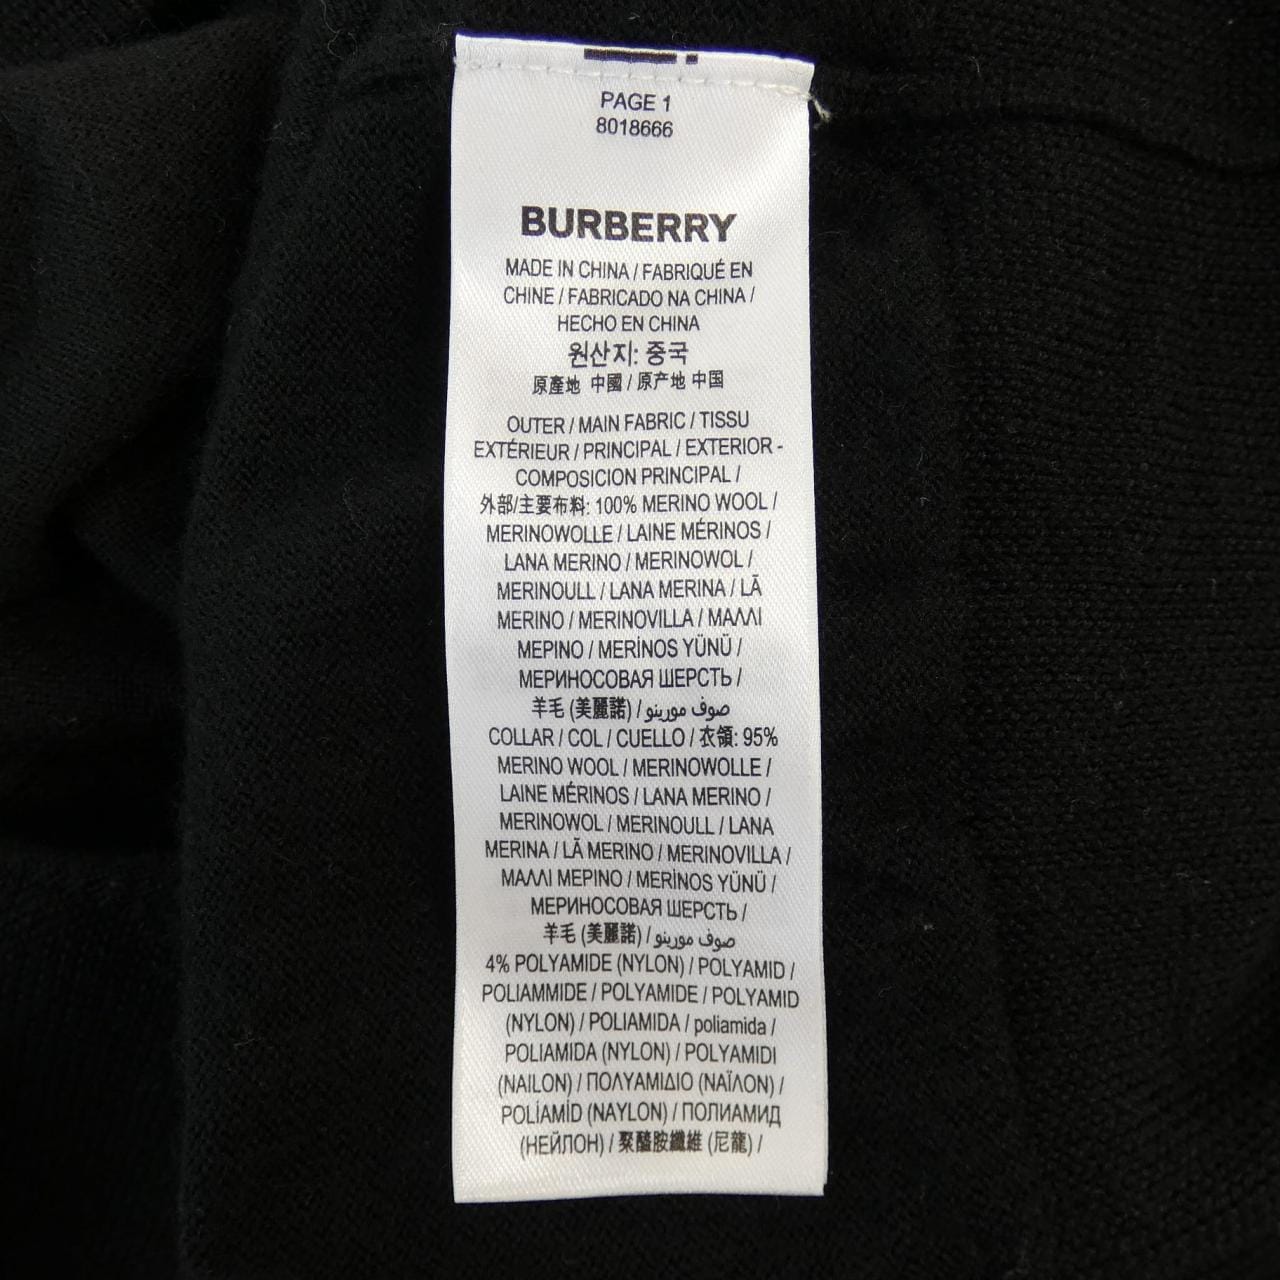 PAGE 1
8018666
BURBERRY
MADE IN CHINA / FABRIQUÉ EN
CHINE / FABRICADO NA CHINA /
HECHO EN CHINA
원산지: 중국
原產地 中國 / 原产地 中国
OUTER / MAIN FABRIC / TISSU
EXTÉRIEUR / PRINCIPAL / EXTERIOR -
COMPOSICION PRINCIPAL /
外部/主要布料: 100% MERINO WOOL /
MERINOWOLLE / LAINE MÉRINOS /
LANA MERINO / MERINOWOL /
MERINOULL / LANA MERINA / LÃ
MERINO / MERINOVILLA / ΜΑΛΛΙ
ΜΕΡΙΝΟ / MERİNOS YÜNÜ /
МЕРИНОСОВАЯ ШЕРСТЬ /
羊毛 (美麗諾) / صوف مورينو
COLLAR / COL / CUELLO / 衣領: 95%
MERINO WOOL / MERINOWOLLE /
LAINE MÉRINOS / LANA MERINO /
MERINOWOL / MERINOULL / LANA
MERINA / LÃ MERINO / MERINOVILLA /
ΜΑΛΛΙ ΜΕΡΙΝΟ / MERİNOS YÜNÜ /
МЕРИНОСОВАЯ ШЕРСТЬ /
羊毛 (美麗諾) / صوف مورينو
4% POLYAMIDE (NYLON) / POLYAMID /
POLIAMMIDE / POLYAMIDE / POLYAMID
(NYLON) / POLIAMIDA / poliamida /
POLIAMIDA (NYLON) / POLYAMIDI
(NAILON) / ΠΟΛΥΑΜΙΔΙΟ (ΝΑΪΛΟΝ) /
POLİAMİD (NAYLON) / ПОЛИАМИД
(НЕЙЛОН) / 聚醯胺纖維 (尼龍) /